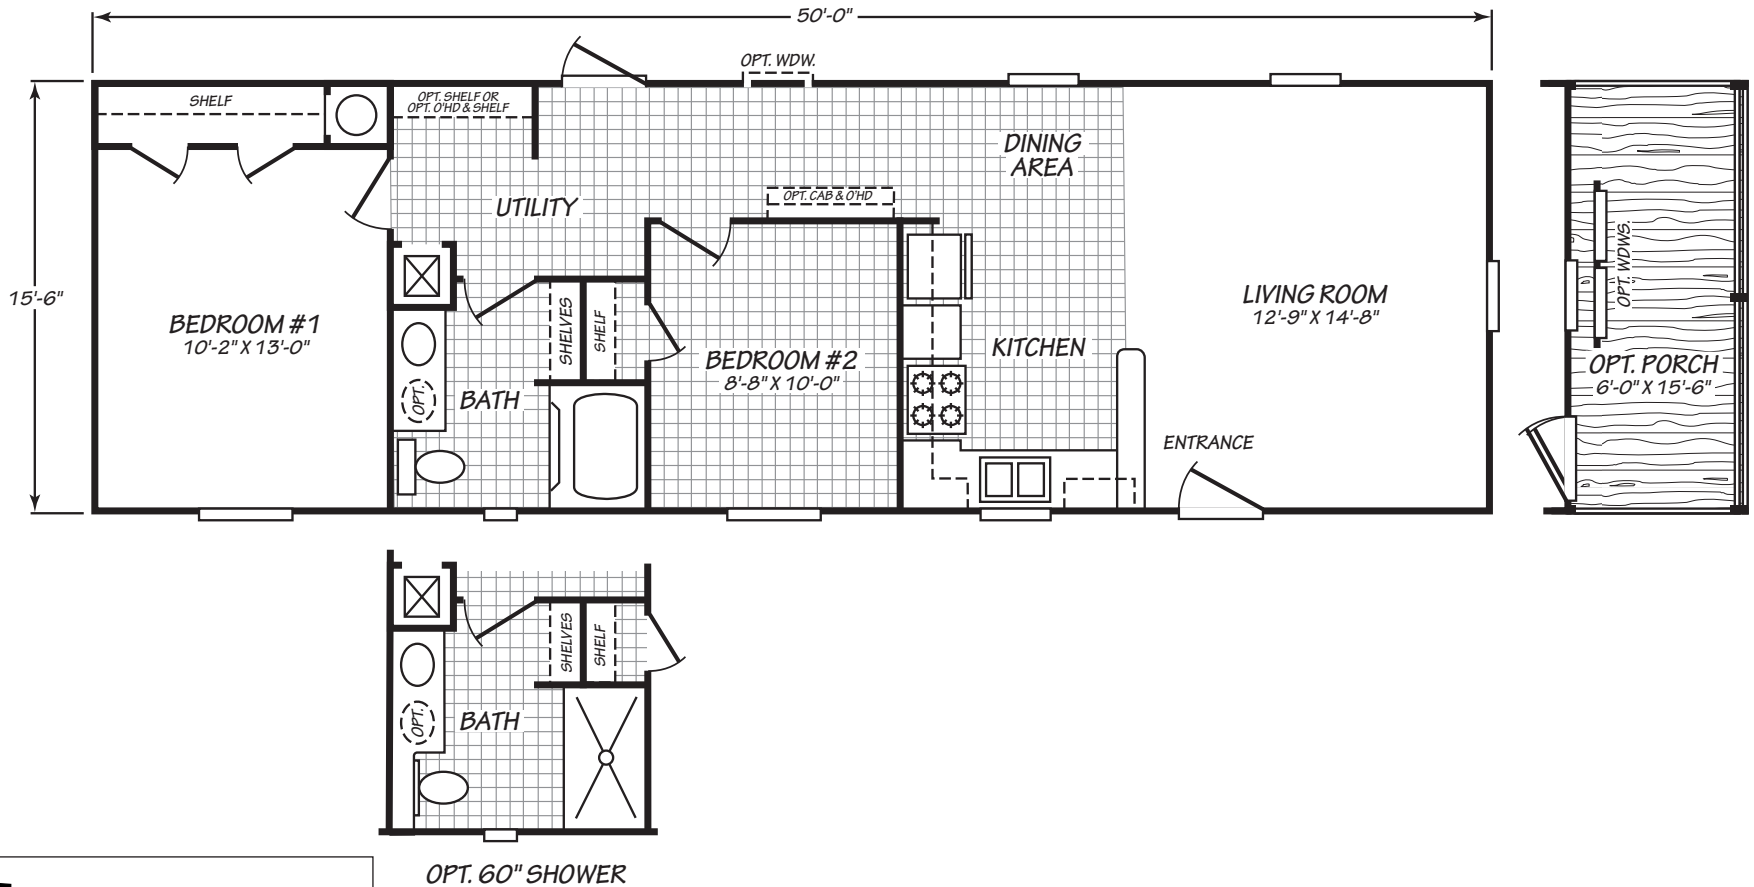 50'-0"
OPT. WDW.
SHELF
OPT. SHELF OR
OPT. O'HD & SHELF
DINING
AREA
OPT. CAB & O'HD
UTILITY
15'-6"
BEDROOM #1
10'-2" X 13'-0"
SHELVES
SHELF
OPT.
BATH
BEDROOM #2
8'-8" X 10'-0"
KITCHEN
LIVING ROOM
12'-9" X 14'-8"
ENTRANCE
OPT. WDWS.
OPT. PORCH
6'-0" X 15'-6"
SHELVES
SHELF
OPT.
BATH
OPT. 60" SHOWER